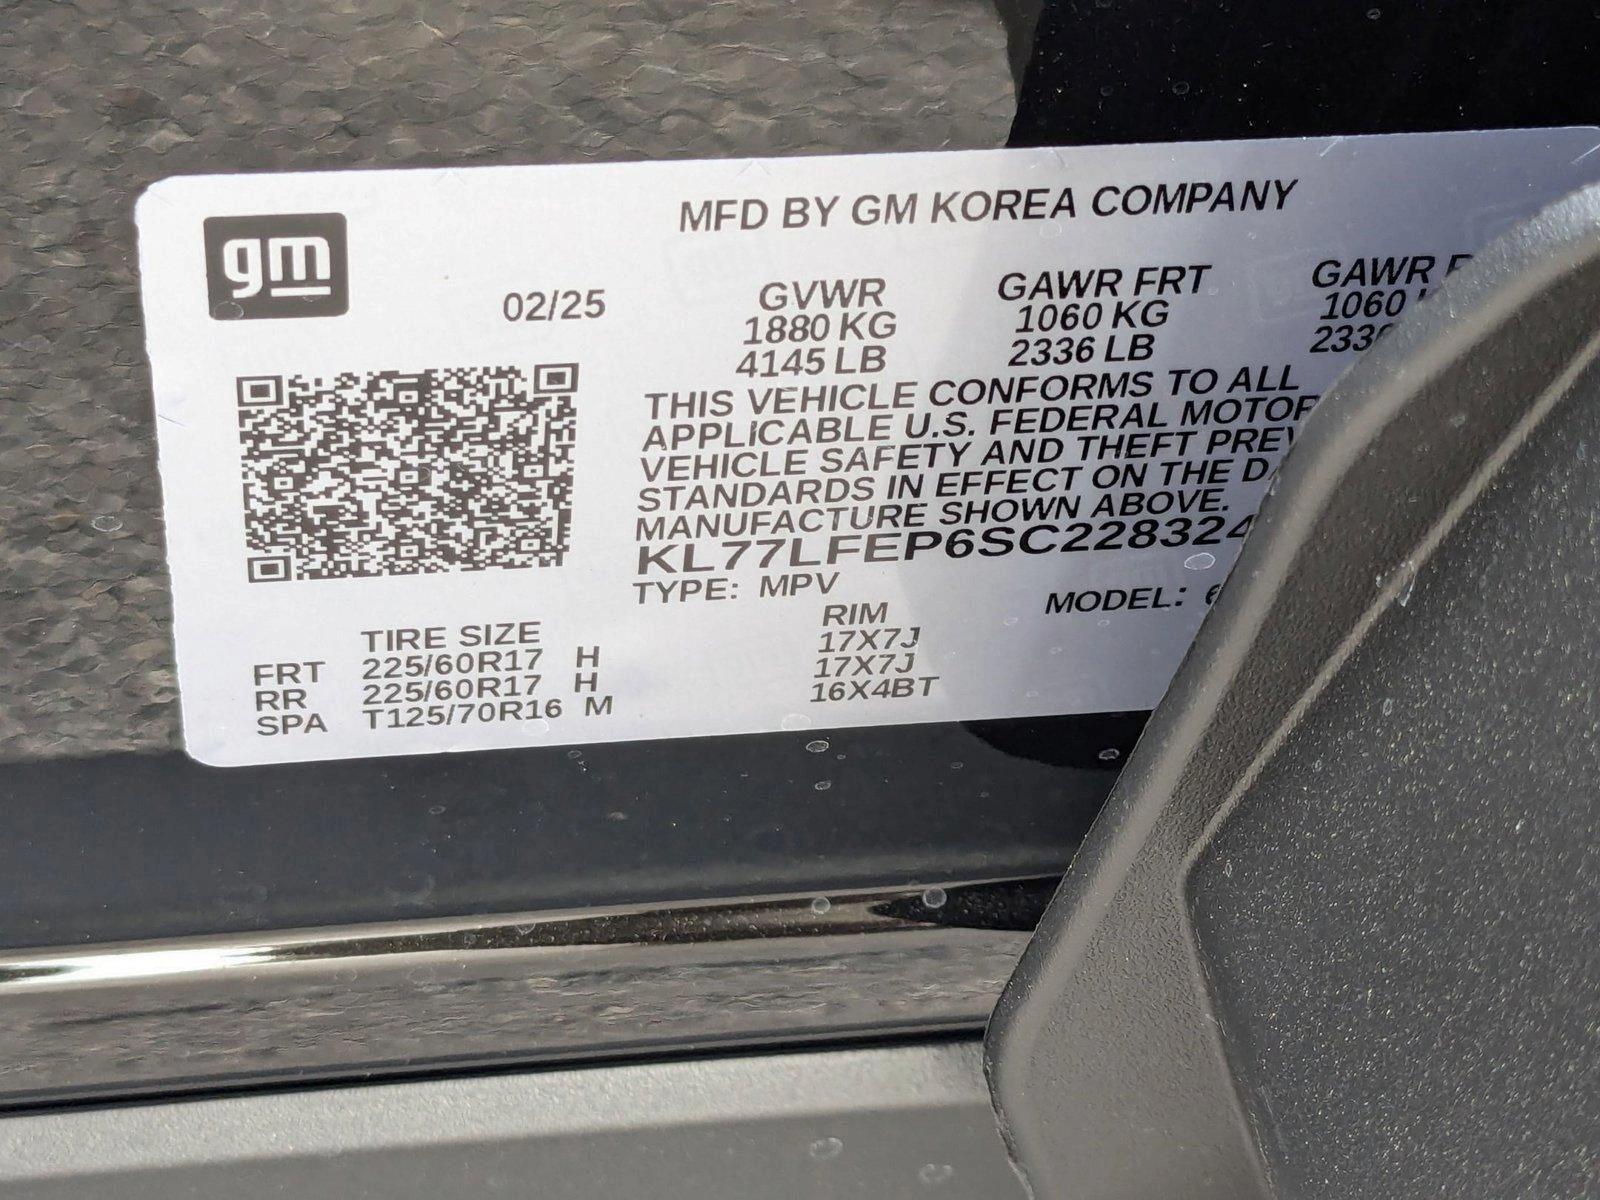 gm
MFD BY GM KOREA COMPANY
02/25 GVWR GAWR FRT GAWR
1880 KG 1060 KG 1060
4145 LB 2336 LB
THIS VEHICLE CONFORMS TO ALL
APPLICABLE U.S. FEDERAL MOTOR
VEHICLE SAFETY AND THEFT
STANDARDS IN EFFECT ON THE
MANUFACTURE SHOWN ABOVE.
KL77LFEP6SC228324
TYPE: MPV MODEL:
TIRE SIZE RIM
FRT 225/60R17 H 17X7J
RR 225/60R17 H 17X7J
SPA T125/70R16 M 16X4BT